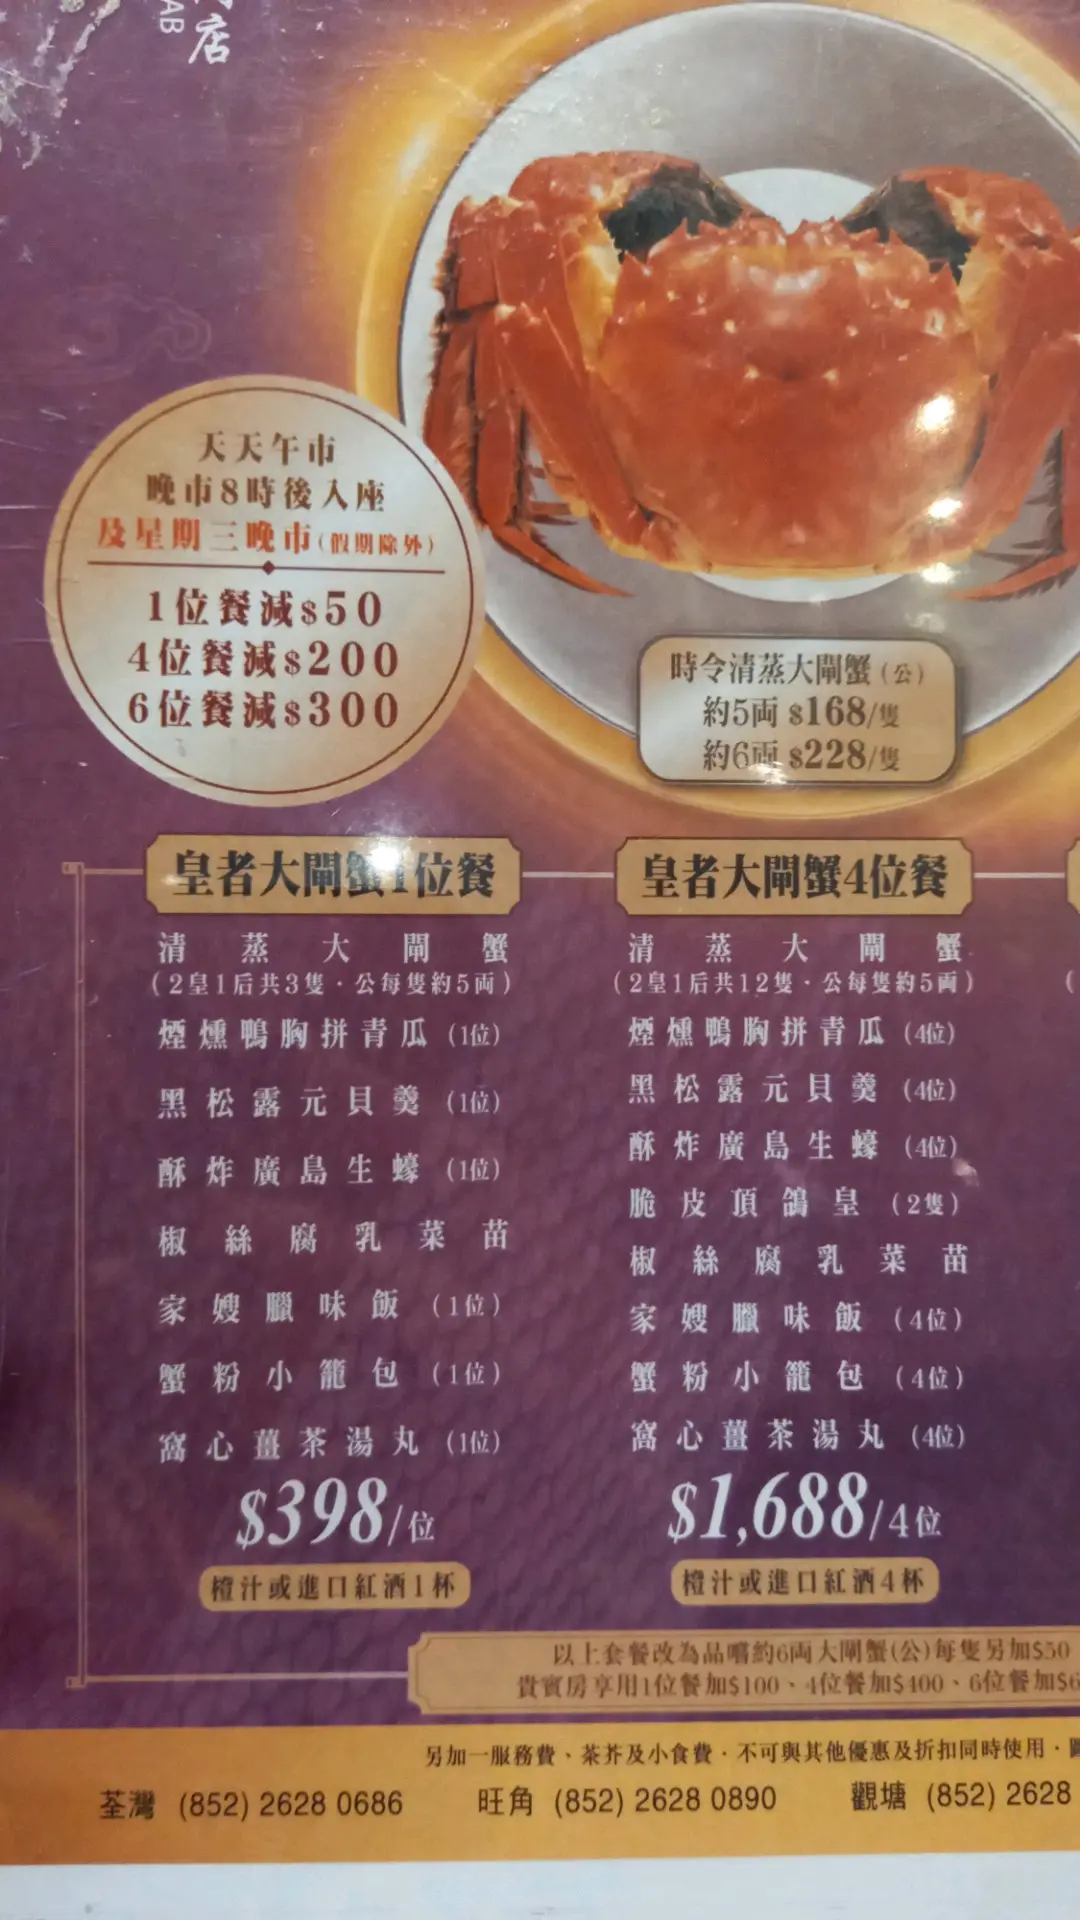 店
AB
天天午市
晚市8時後入座
及星期三晚市(假期除外)
1位餐減$50
4位餐減$200
6位餐減$300
時令清蒸大閘蟹(公)
約5両 $168/隻
約6両 $228/隻
皇者大閘蟹1位餐
清蒸大閘蟹
(2皇1后共3隻·公每隻約5両)
煙燻鴨胸拼青瓜 (1位)
黑松露元貝羹 (1位)
酥炸廣島生蠔 (1位)
椒絲腐乳菜苗
家嫂臘味飯 (1位)
蟹粉小籠包 (1位)
窩心薑茶湯丸 (1位)
$398/位
橙汁或進口紅酒1杯
皇者大閘蟹4位餐
清蒸大閘蟹
(2皇1后共12隻·公每隻約5両)
煙燻鴨胸拼青瓜 (4位)
黑松露元貝羹 (4位)
酥炸廣島生蠔 (4位)
脆皮頂鴿皇 (2隻)
椒絲腐乳菜苗
家嫂臘味飯 (4位)
蟹粉小籠包 (4位)
窩心薑茶湯丸 (4位)
$1,688/4位
橙汁或進口紅酒4杯
以上套餐改為品嚐約6両大閘蟹(公)每隻另加$50
貴賓房享用1位餐加$100、4位餐加$400、6位餐加$6
另加一服務費、茶芥及小食費·不可與其他優惠及折扣同時使用·
荃灣 (852) 2628 0686 旺角 (852) 2628 0890 觀塘 (852) 2628